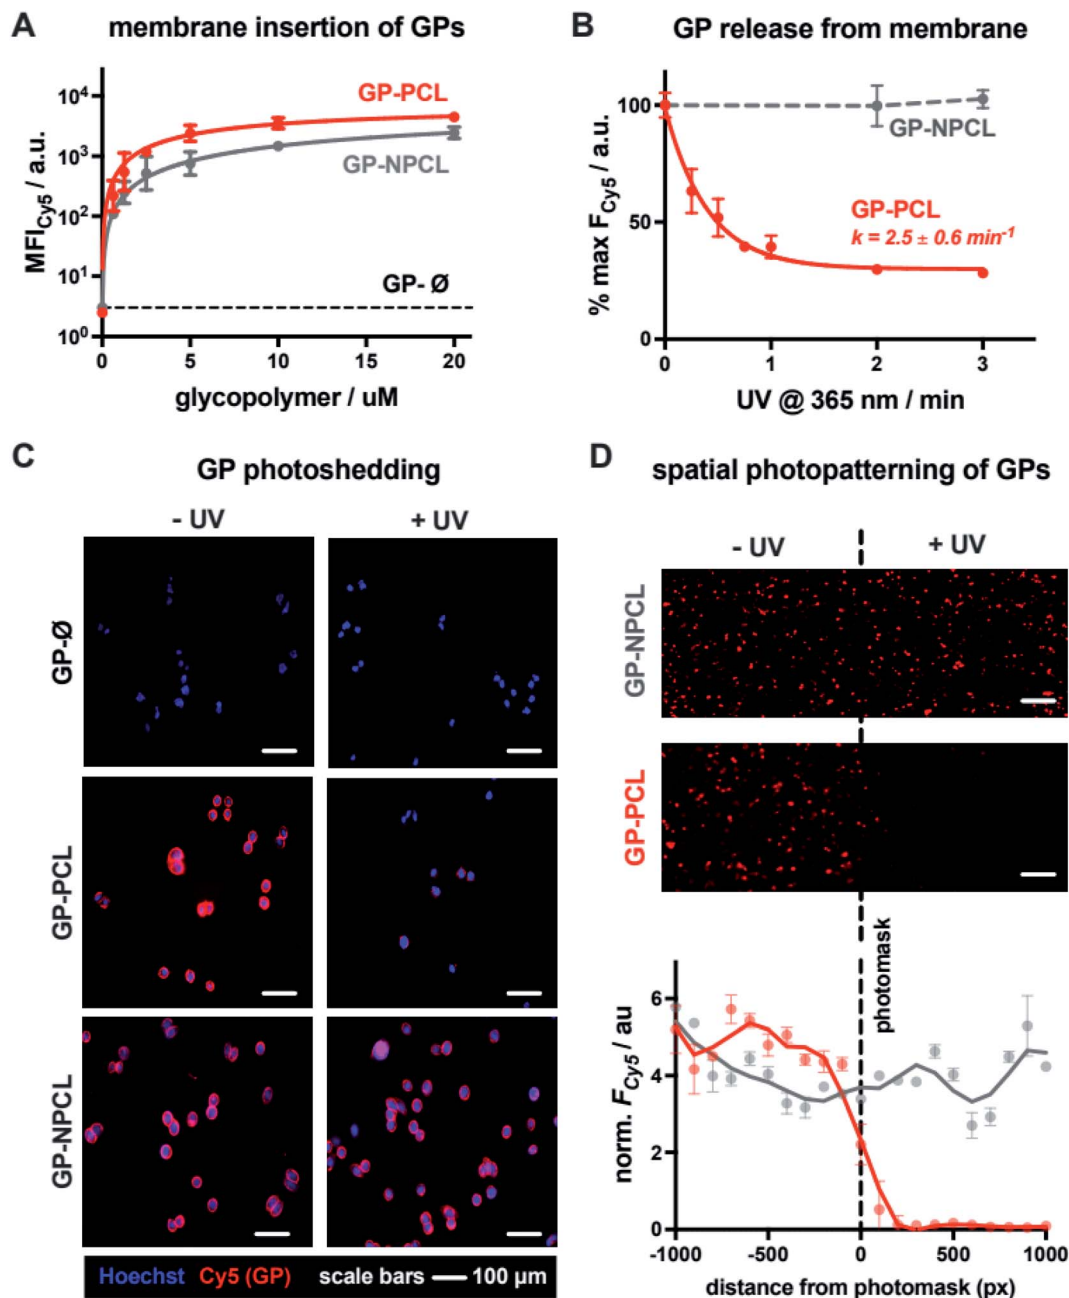 A membrane insertion of GPs
10⁴
10³
10²
10¹
10⁰
MFI_Cy5 / a.u.
GP-PCL
GP-NPCL
GP- Ø
0 5 10 15 20
glycopolymer / uM
B GP release from membrane
100
50
0
% max F_Cy5 / a.u.
GP-NPCL
GP-PCL
k = 2.5 ± 0.6 min⁻¹
0 1 2 3
UV @ 365 nm / min
C GP photoshedding
- UV + UV
GP-Ø
GP-PCL
GP-NPCL
Hoechst Cy5 (GP) scale bars 100 µm
D spatial photopatterning of GPs
- UV + UV
GP-NPCL
GP-PCL
photomask
6
4
2
0
norm. F_Cy5 / au
-1000 -500 0 500 1000
distance from photomask (px)